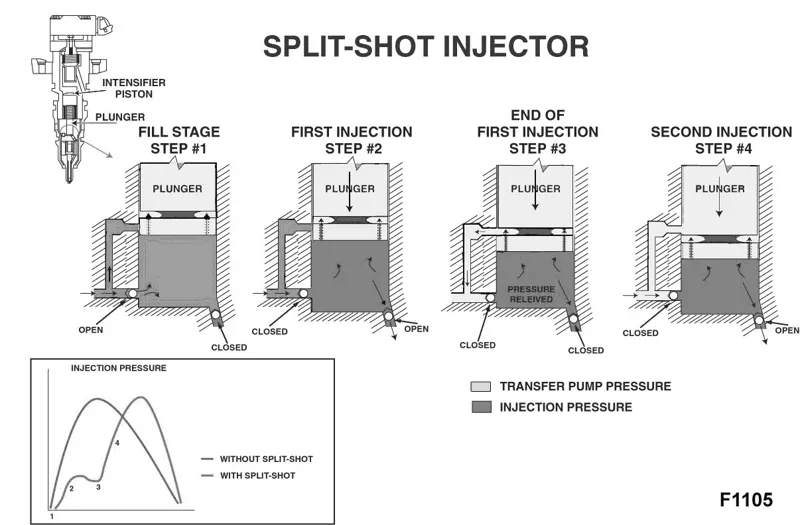 SPLIT-SHOT INJECTOR
INTENSIFIER
PISTON
PLUNGER
FILL STAGE
STEP #1
FIRST INJECTION
STEP #2
END OF
FIRST INJECTION
STEP #3
SECOND INJECTION
STEP #4
PLUNGER
PLUNGER
PLUNGER
PLUNGER
PRESSURE
RELEIVED
OPEN
CLOSED
CLOSED
OPEN
CLOSED
CLOSED
CLOSED
OPEN
TRANSFER PUMP PRESSURE
INJECTION PRESSURE
INJECTION PRESSURE
4
2
3
1
WITHOUT SPLIT-SHOT
WITH SPLIT-SHOT
F1105